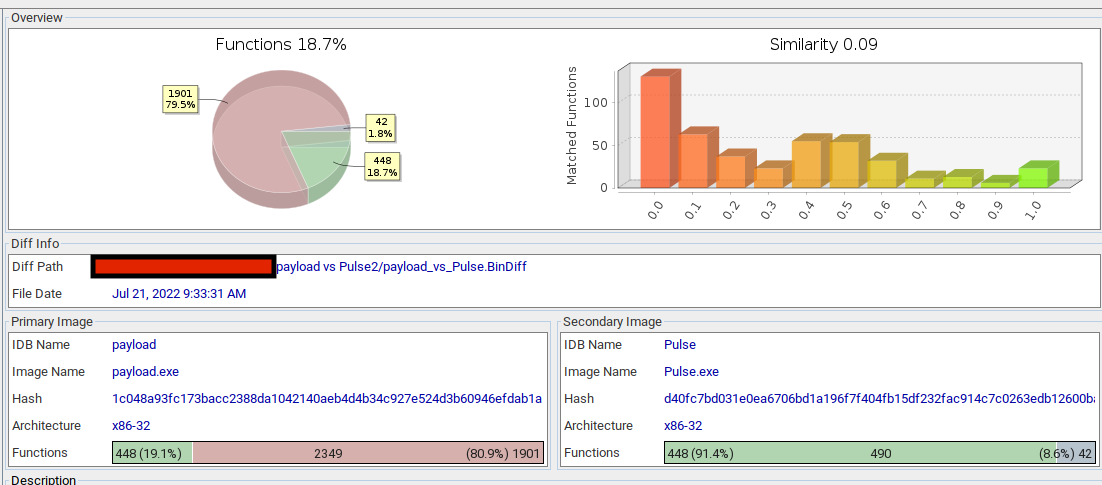 Overview
Functions 18.7%
1901
79.5%
42
1.8%
448
18.7%
Similarity 0.09
Matched Functions
100
50
0
0.0 0.1 0.2 0.3 0.4 0.5 0.6 0.7 0.8 0.9 1.0
Diff Info
Diff Path payload vs Pulse2/payload_vs_Pulse.BinDiff
File Date Jul 21, 2022 9:33:31 AM
Primary Image
IDB Name payload
Image Name payload.exe
Hash 1c048a93fc173bacc2388da1042140aeb4d4b34c927e524d3b60946efdab1a
Architecture x86-32
Functions 448 (19.1%) 2349 (80.9%) 1901
Secondary Image
IDB Name Pulse
Image Name Pulse.exe
Hash d40fc7bd031e0ea6706bd1a196f7f404fb15df232fac914c7c0263edb12600b
Architecture x86-32
Functions 448 (91.4%) 490 (8.6%) 42
Description